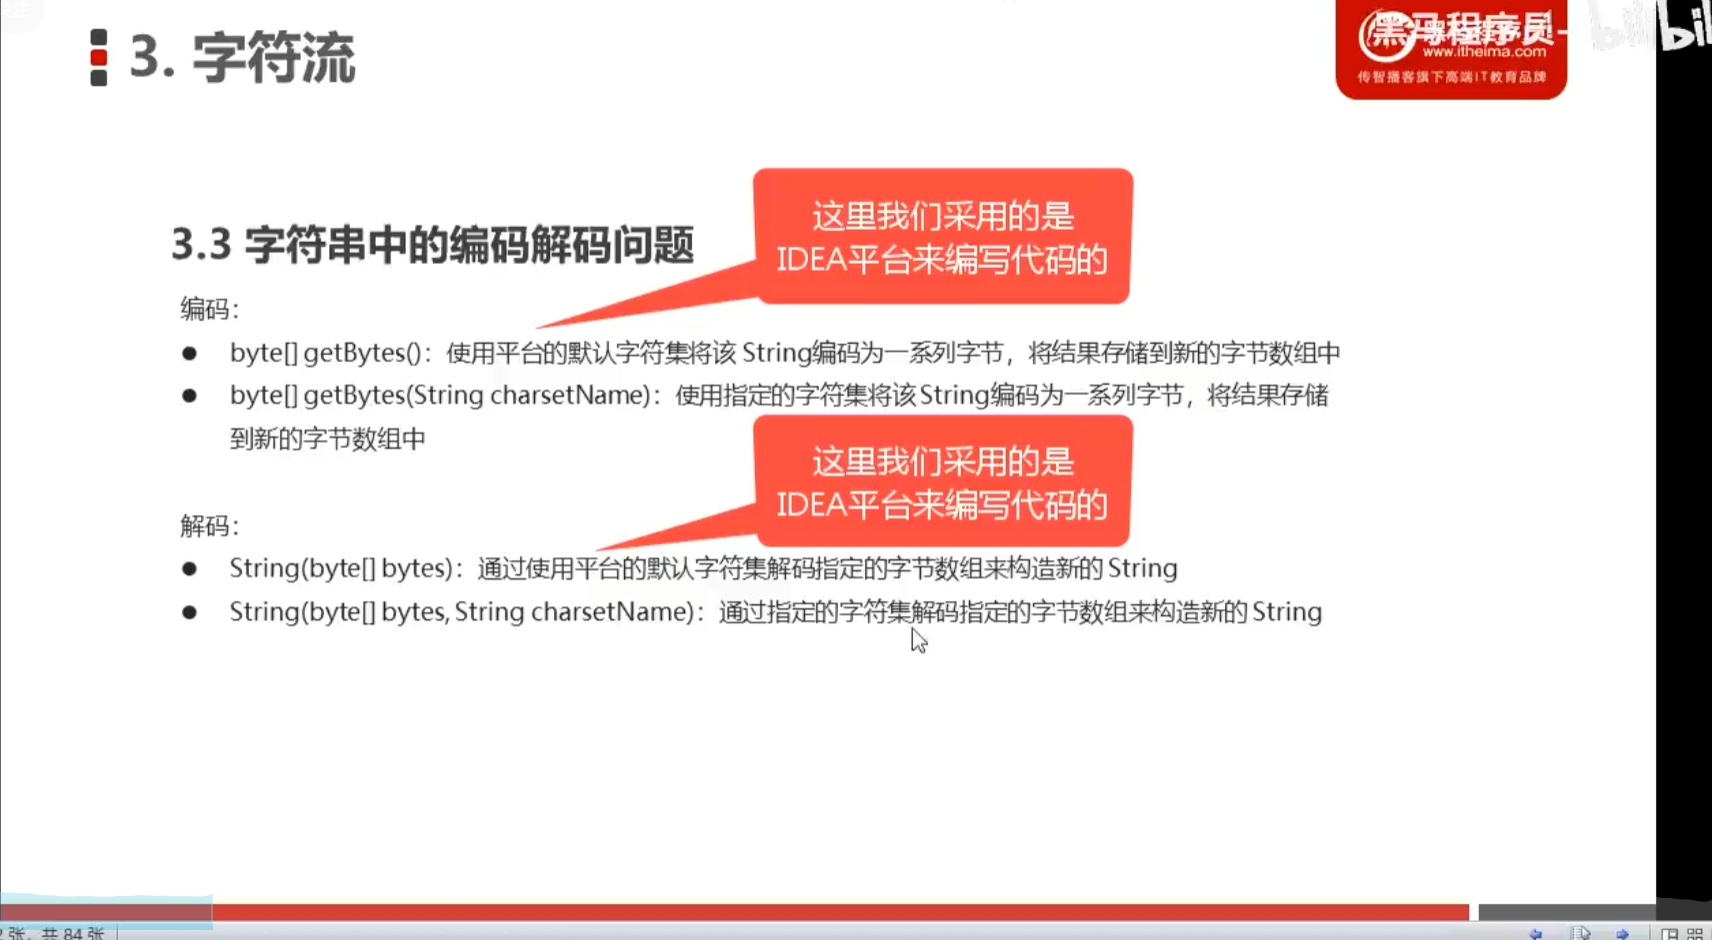 3. 字符流
黑马程序员-
www.itheima.com
传智播客旗下高端IT教育品牌
这里我们采用的是
IDEA平台来编写代码的
3.3 字符串中的编码解码问题
编码：
● byte[] getBytes()：使用平台的默认字符集将该 String编码为一系列字节，将结果存储到新的字节数组中
● byte[] getBytes(String charsetName)：使用指定的字符集将该String编码为一系列字节，将结果存储
到新的字节数组中
这里我们采用的是
IDEA平台来编写代码的
解码：
● String(byte[] bytes)：通过使用平台的默认字符集解码指定的字节数组来构造新的 String
● String(byte[] bytes, String charsetName)：通过指定的字符集解码指定的字节数组来构造新的 String
张，共 84 张